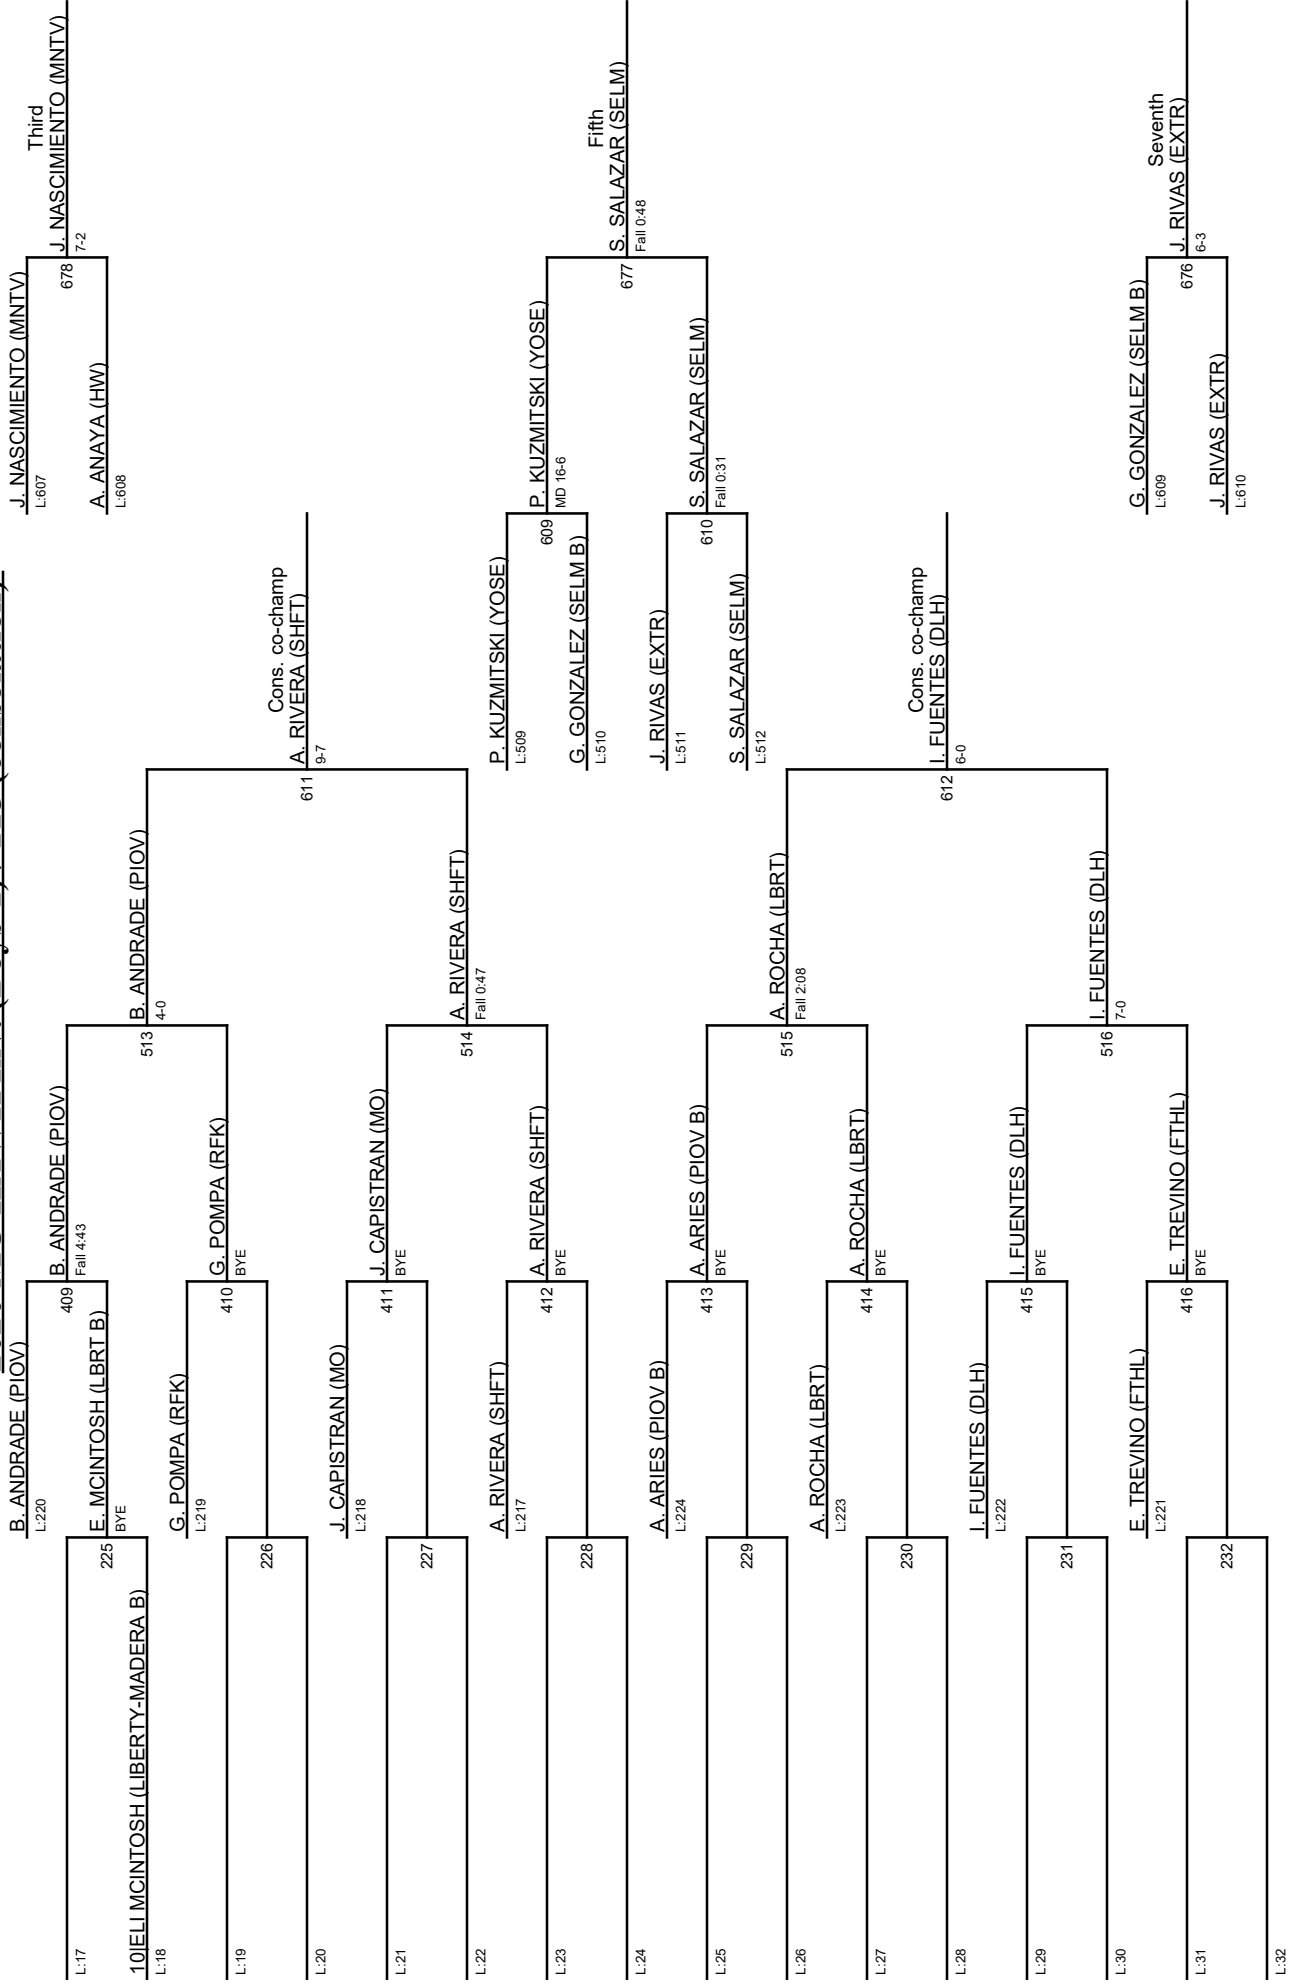 L:17
10|ELI MCINTOSH (LIBERTY-MADERA B)
L:18
L:19
L:20
L:21
L:22
L:23
L:24
L:25
L:26
L:27
L:28
L:29
L:30
L:31
L:32
B. ANDRADE (PIOV)
L:220
225
E. MCINTOSH (LBRT B)
BYE
G. POMPA (RFK)
L:219
226
J. CAPISTRAN (MO)
L:218
227
A. RIVERA (SHFT)
L:217
228
A. ARIES (PIOV B)
L:224
229
A. ROCHA (LBRT)
L:223
230
I. FUENTES (DLH)
L:222
231
E. TREVINO (FTHL)
L:221
232
409
B. ANDRADE (PIOV)
Fall 4:43
410
G. POMPA (RFK)
BYE
411
J. CAPISTRAN (MO)
BYE
412
A. RIVERA (SHFT)
BYE
413
A. ARIES (PIOV B)
BYE
414
A. ROCHA (LBRT)
BYE
415
I. FUENTES (DLH)
BYE
416
E. TREVINO (FTHL)
BYE
513
B. ANDRADE (PIOV)
4-0
514
A. RIVERA (SHFT)
Fall 0:47
515
A. ROCHA (LBRT)
Fall 2:08
516
I. FUENTES (DLH)
7-0
611
Cons. co-champ
A. RIVERA (SHFT)
9-7
612
Cons. co-champ
I. FUENTES (DLH)
6-0
P. KUZMITSKI (YOSE)
L:509
G. GONZALEZ (SELM B)
L:510
J. RIVAS (EXTR)
L:511
S. SALAZAR (SELM)
L:512
J. NASCIMIENTO (MNTV)
L:607
A. ANAYA (HW)
L:608
609
P. KUZMITSKI (YOSE)
MD 16-6
610
S. SALAZAR (SELM)
Fall 0:31
G. GONZALEZ (SELM B)
L:609
J. RIVAS (EXTR)
L:610
678
Third
J. NASCIMIENTO (MNTV)
7-2
677
Fifth
S. SALAZAR (SELM)
Fall 0:48
676
Seventh
J. RIVAS (EXTR)
6-3